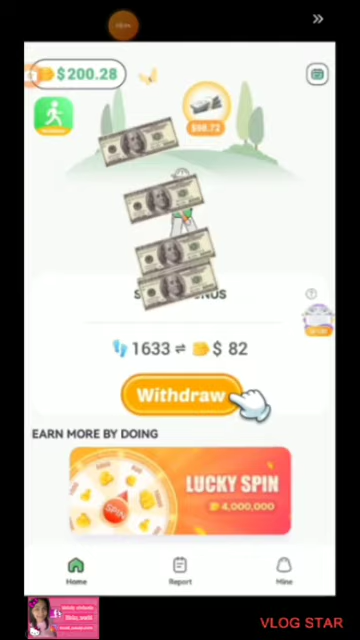 $200.28
$98.72
1633 ⇌ $ 82
Withdraw
EARN MORE BY DOING
LUCKY SPIN
4,000,000
SPIN
Home
Report
Mine
VLOG STAR